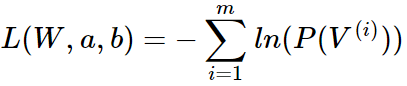 L(W, a, b) = − ∑_{i=1}^{m} ln(P(V^{(i)}))